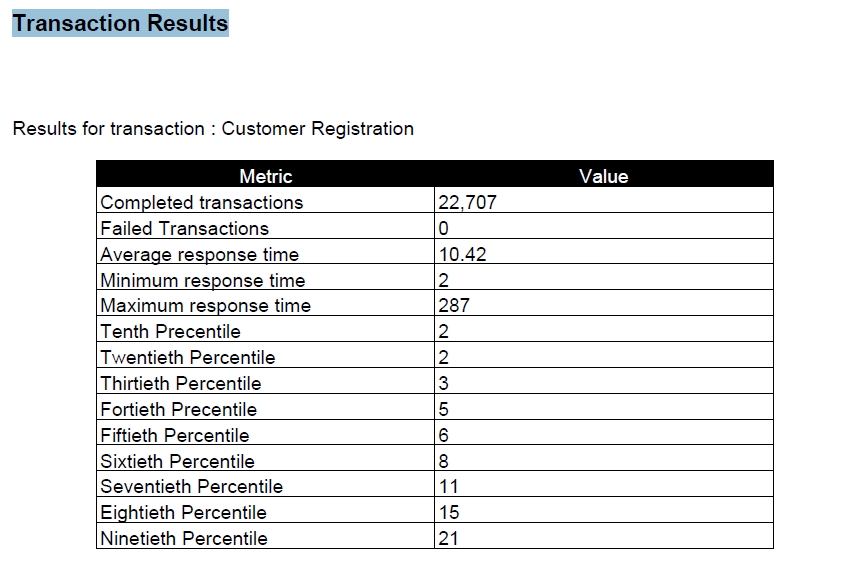 Transaction Results
Results for transaction : Customer Registration
Metric Value
Completed transactions 22,707
Failed Transactions 0
Average response time 10.42
Minimum response time 2
Maximum response time 287
Tenth Precentile 2
Twentieth Percentile 2
Thirtieth Percentile 3
Fortieth Precentile 5
Fiftieth Percentile 6
Sixtieth Percentile 8
Seventieth Percentile 11
Eightieth Percentile 15
Ninetieth Percentile 21